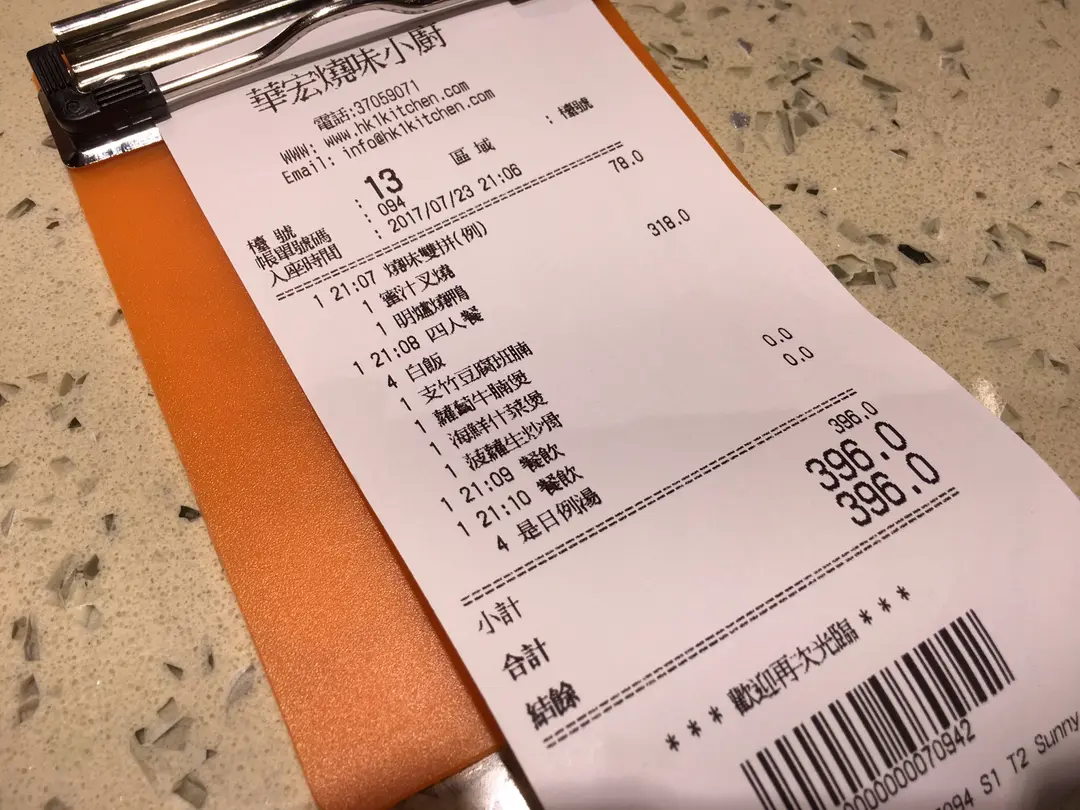 華宏燒味小廚
電話:37059071
WWW: www.hk1kitchen.com
Email: info@hk1kitchen.com
檯號 : 13 區域 : 檯號
帳單號碼 : 094
入座時間 : 2017/07/23 21:06
1 21:07 燒味雙拼(例) 78.0
1 蜜汁叉燒
1 明爐燒鴨
1 21:08 四人餐 318.0
4 白飯
1 支竹豆腐班腩
1 蘿蔔牛腩煲
1 海鮮什菜煲
1 菠蘿生炒骨
1 21:09 餐飲 0.0
1 21:10 餐飲 0.0
4 是日例湯
小計 396.0
合計 396.0
結餘 396.0
* * * 歡迎再次光臨 * * *
0000000070942
094 S1 T2 Sunny